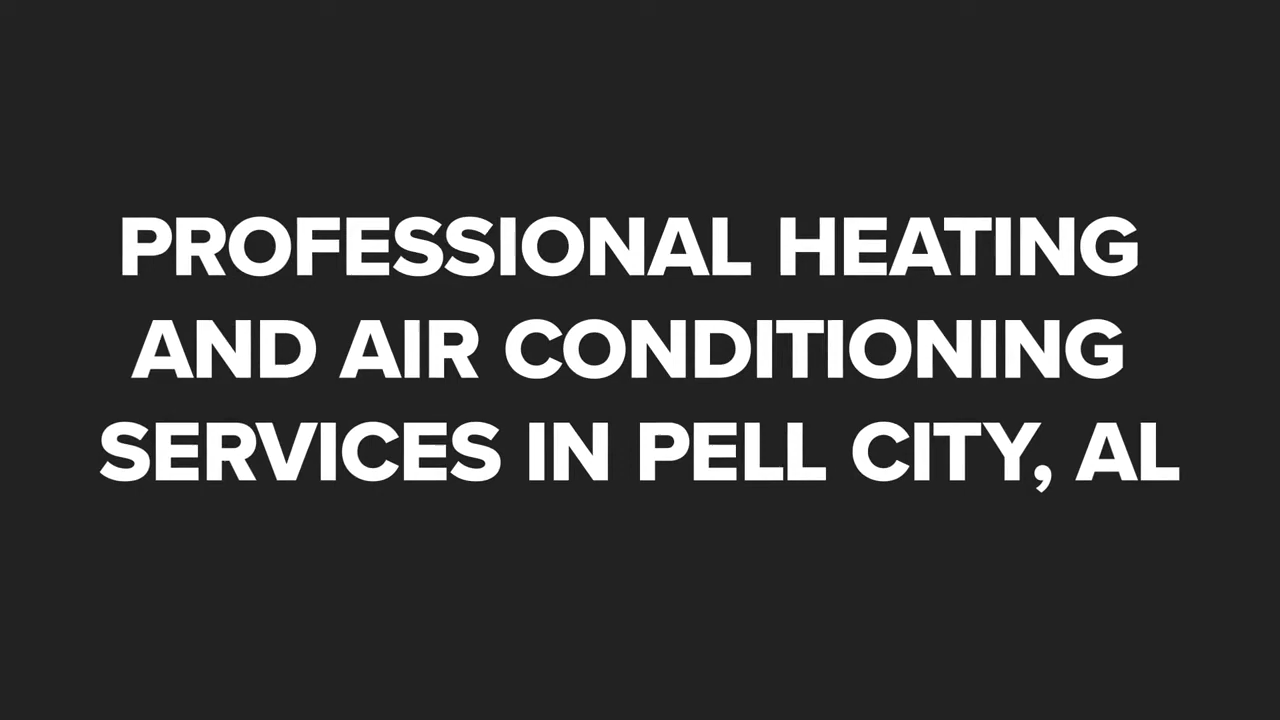 PROFESSIONAL HEATING
AND AIR CONDITIONING
SERVICES IN PELL CITY, AL